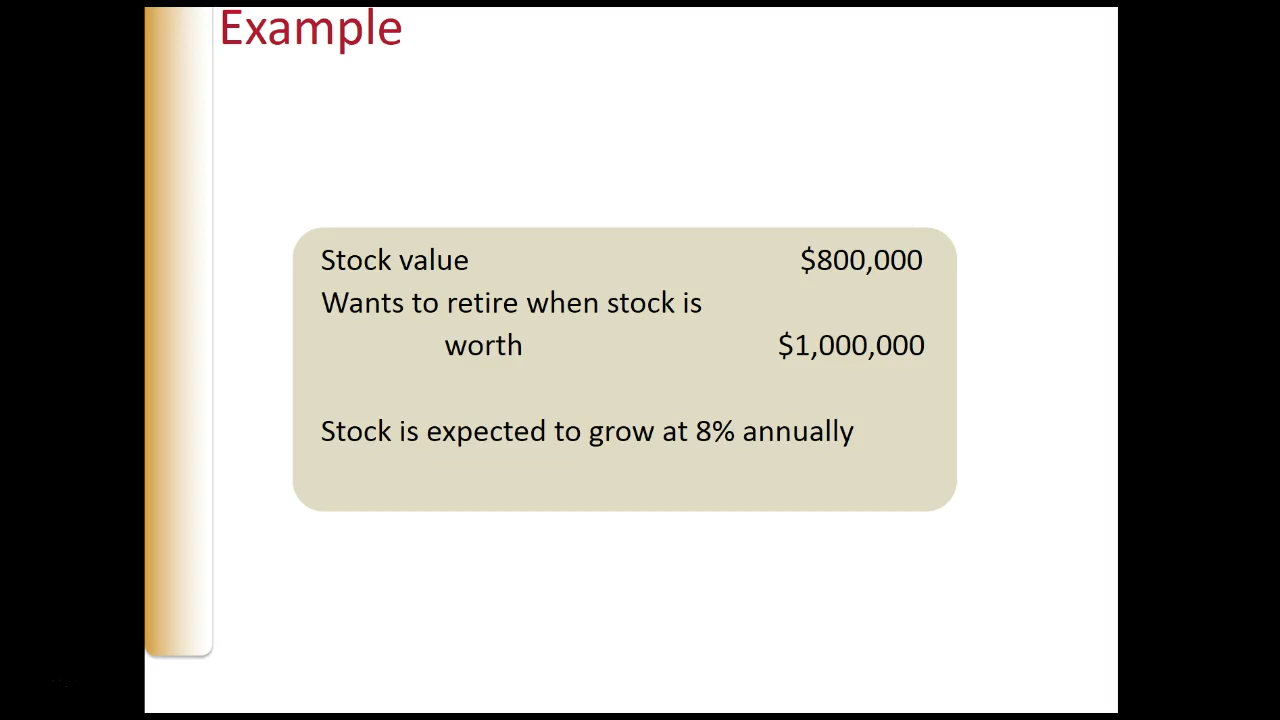 Example
Stock value $800,000
Wants to retire when stock is
worth $1,000,000
Stock is expected to grow at 8% annually